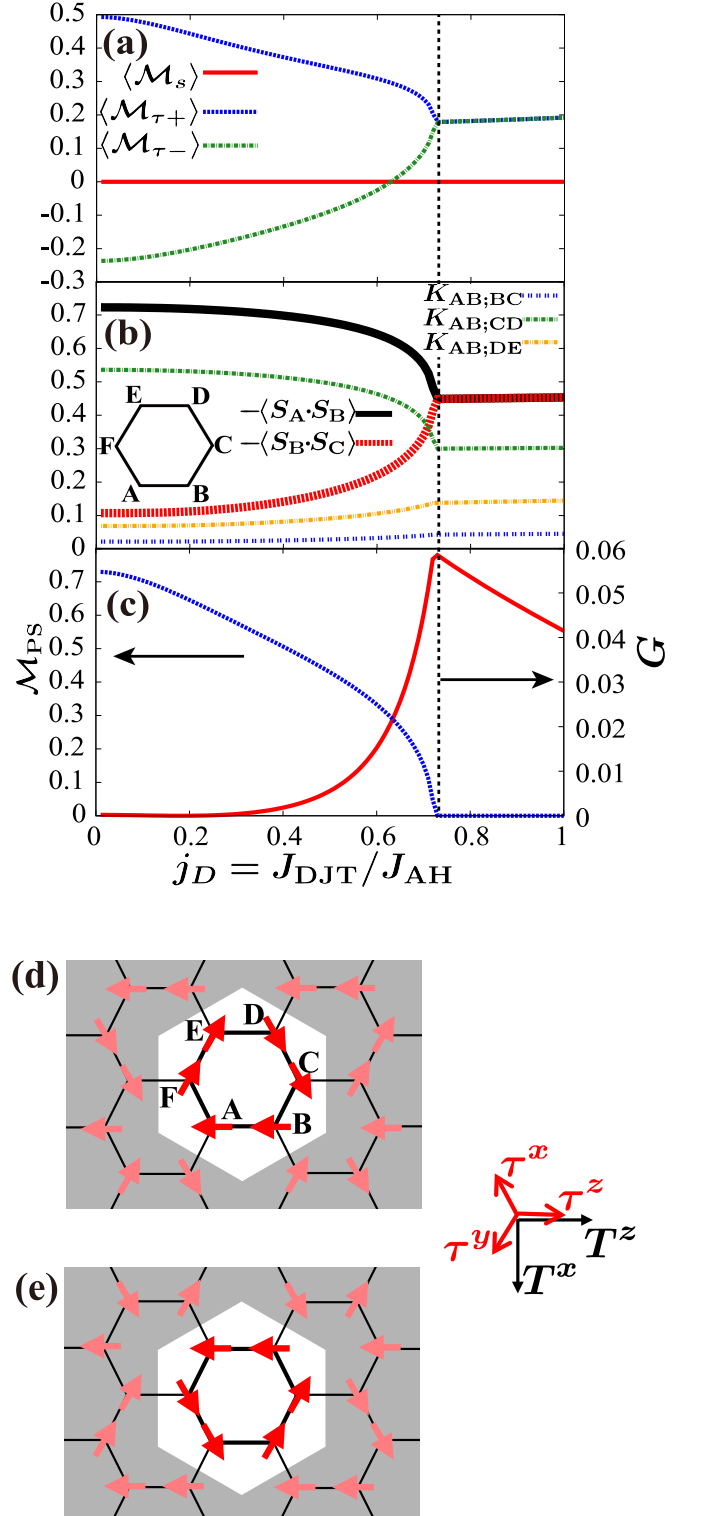 (a)
0.5
0.4
0.3
0.2
0.1
0
-0.1
-0.2
-0.3
⟨ℳ_s⟩
⟨ℳ_τ+⟩
⟨ℳ_τ−⟩
(b)
0.7
0.6
0.5
0.4
0.3
0.2
0.1
0
K_AB;BC
K_AB;CD
K_AB;DE
−⟨S_A·S_B⟩
−⟨S_B·S_C⟩
E D
F C
A B
(c)
ℳ_PS
0.7
0.6
0.5
0.4
0.3
0.2
0.1
0
0.06
0.05
0.04
0.03
0.02
0.01
0
G
0 0.2 0.4 0.6 0.8 1
j_D = J_DJT/J_AH
(d)
E D
C
F A B
τ^x
τ^z
τ^y T^z
T^x
(e)